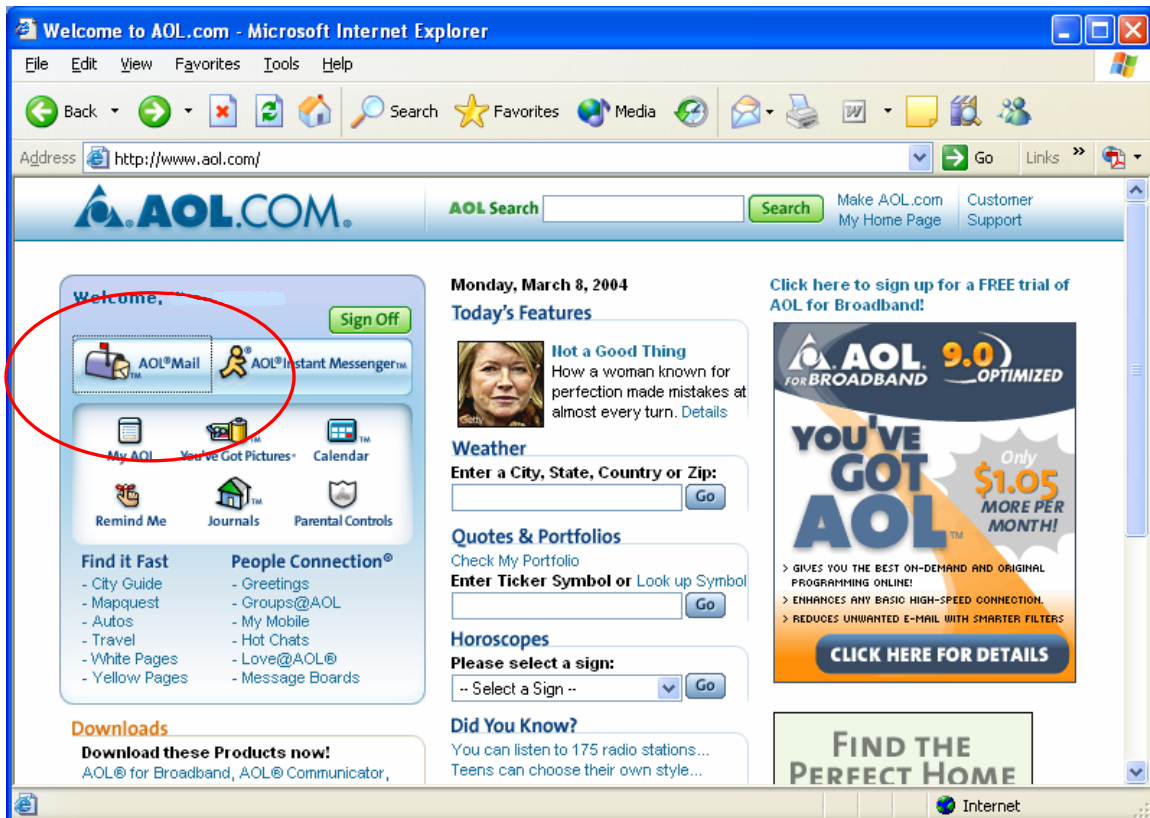 Welcome to AOL.com - Microsoft Internet Explorer
File Edit View Favorites Tools Help
Back Search Favorites Media
Address http://www.aol.com/ Go Links »
AOL.COM®
AOL Search Search
Make AOL.com
My Home Page
Customer
Support
Welcome,
Sign Off
AOL®Mail™ AOL®Instant Messenger™
My AOL You've Got Pictures Calendar
Remind Me Journals Parental Controls
Find it Fast
- City Guide
- Mapquest
- Autos
- Travel
- White Pages
- Yellow Pages
People Connection®
- Greetings
- Groups@AOL
- My Mobile
- Hot Chats
- Love@AOL®
- Message Boards
Downloads
Download these Products now!
AOL® for Broadband, AOL® Communicator,
Monday, March 8, 2004
Today's Features
Getty
Not a Good Thing
How a woman known for
perfection made mistakes at
almost every turn. Details
Weather
Enter a City, State, Country or Zip:
Go
Quotes & Portfolios
Check My Portfolio
Enter Ticker Symbol or Look up Symbol
Go
Horoscopes
Please select a sign:
-- Select a Sign -- Go
Did You Know?
You can listen to 175 radio stations...
Teens can choose their own style...
Click here to sign up for a FREE trial of
AOL for Broadband!
AOL 9.0
FOR BROADBAND OPTIMIZED
YOU'VE
GOT
AOL™
Only
$1.05
MORE PER
MONTH!
> GIVES YOU THE BEST ON-DEMAND AND ORIGINAL
PROGRAMMING ONLINE!
> ENHANCES ANY BASIC HIGH-SPEED CONNECTION.
> REDUCES UNWANTED E-MAIL WITH SMARTER FILTERS
CLICK HERE FOR DETAILS
FIND THE
PERFECT HOME
Internet